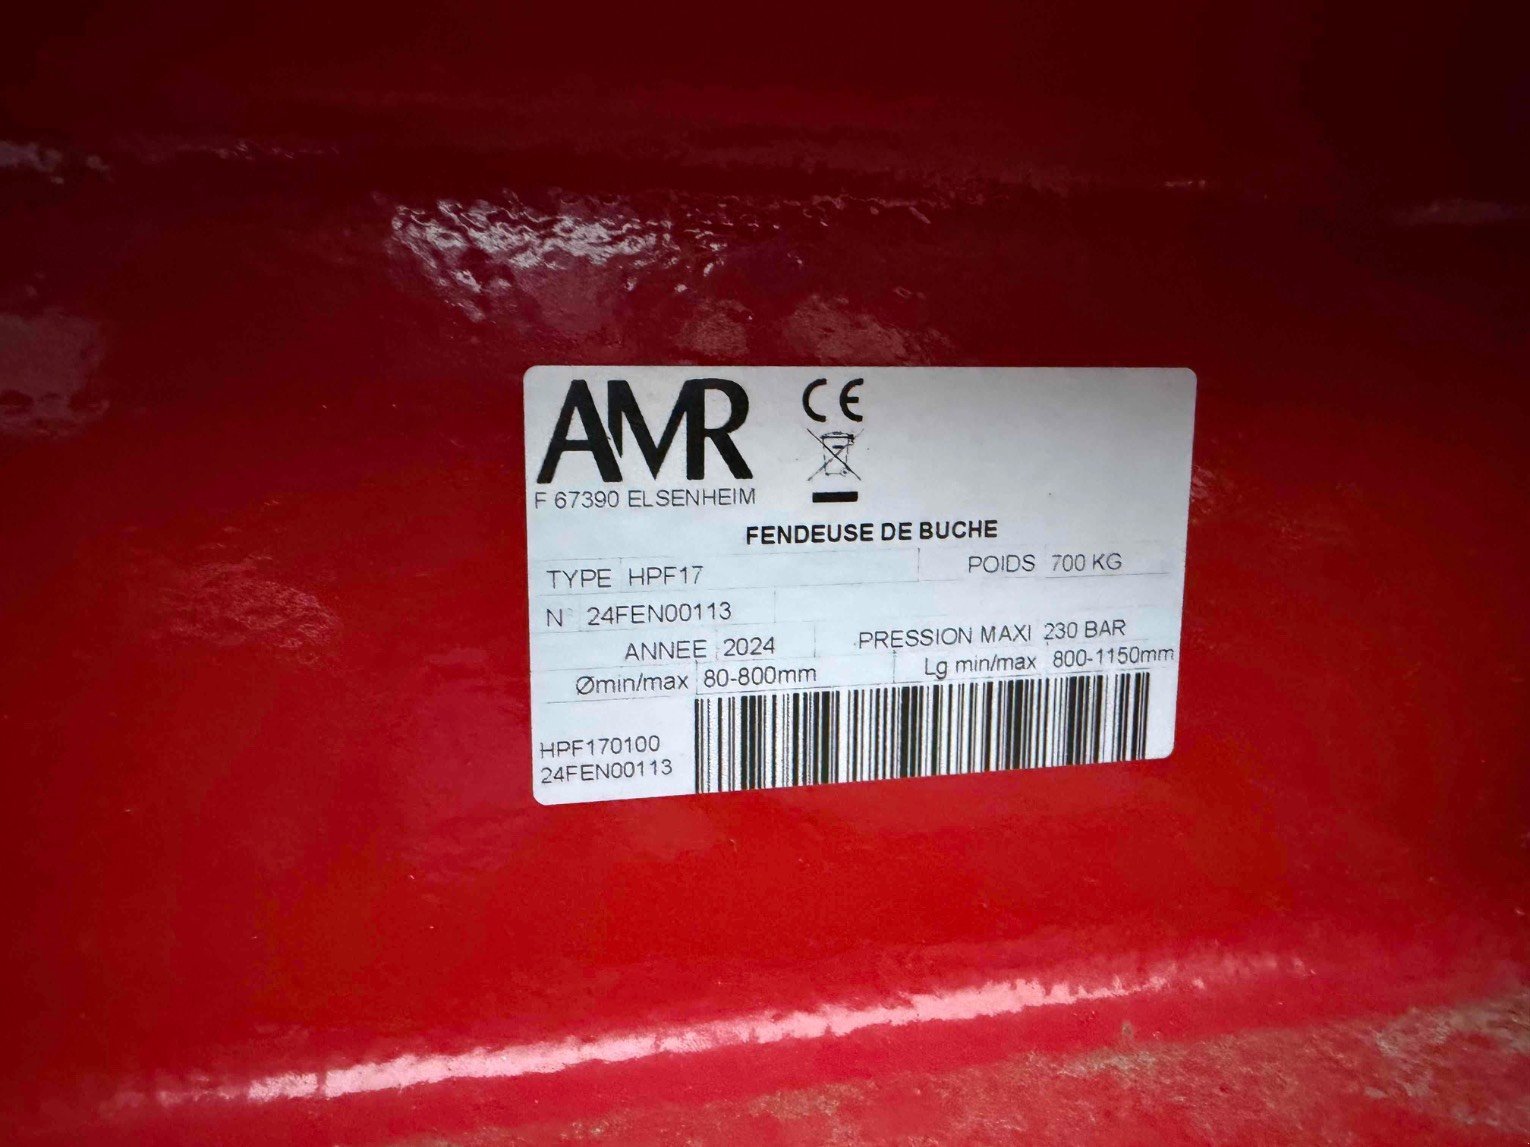 AMR CE
F 67390 ELSENHEIM
FENDEUSE DE BUCHE
TYPE HPF17 POIDS 700 KG
N° 24FEN00113
ANNEE 2024 PRESSION MAXI 230 BAR
Ømin/max 80-800mm Lg min/max 800-1150mm
HPF170100
24FEN00113